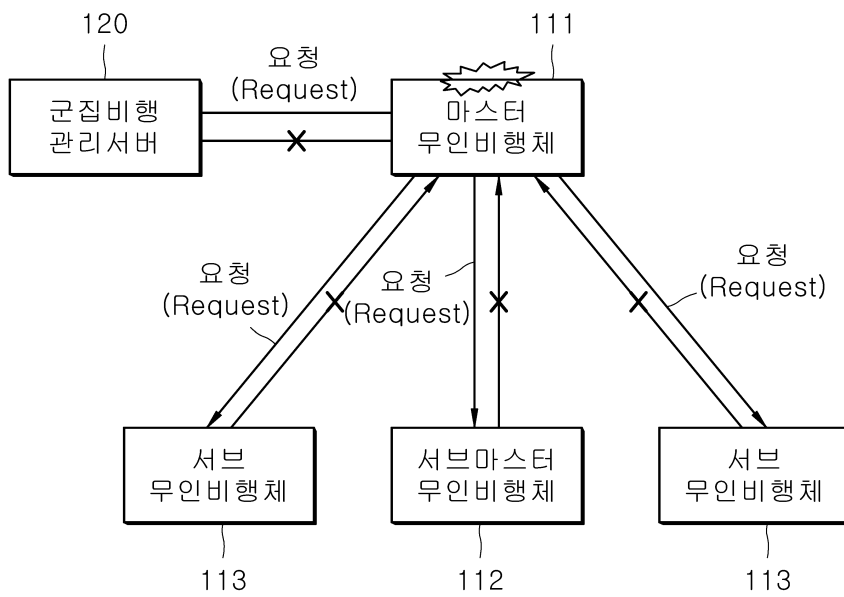 120
111
요청
(Request)
군집비행
관리서버
마스터
무인비행체
요청
(Request)
요청
(Request)
요청
(Request)
서브
무인비행체
서브마스터
무인비행체
서브
무인비행체
113
112
113